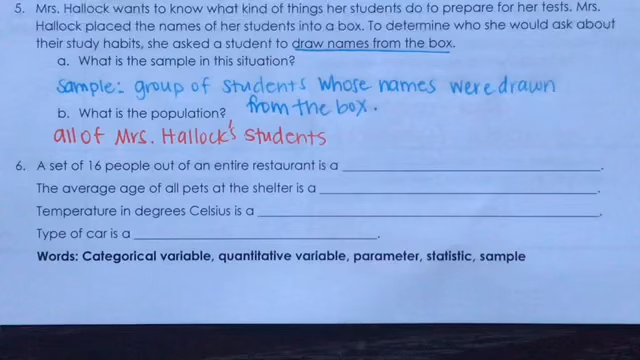 5. Mrs. Hallock wants to know what kind of things her students do to prepare for her tests. Mrs.
Hallock placed the names of her students into a box. To determine who she would ask about
their study habits, she asked a student to draw names from the box.
a. What is the sample in this situation?
Sample: group of students whose names were drawn
from the box.
b. What is the population?
all of Mrs. Hallock's students
6. A set of 16 people out of an entire restaurant is a ____________________.
The average age of all pets at the shelter is a ____________________.
Temperature in degrees Celsius is a ____________________.
Type of car is a ____________________.
Words: Categorical variable, quantitative variable, parameter, statistic, sample